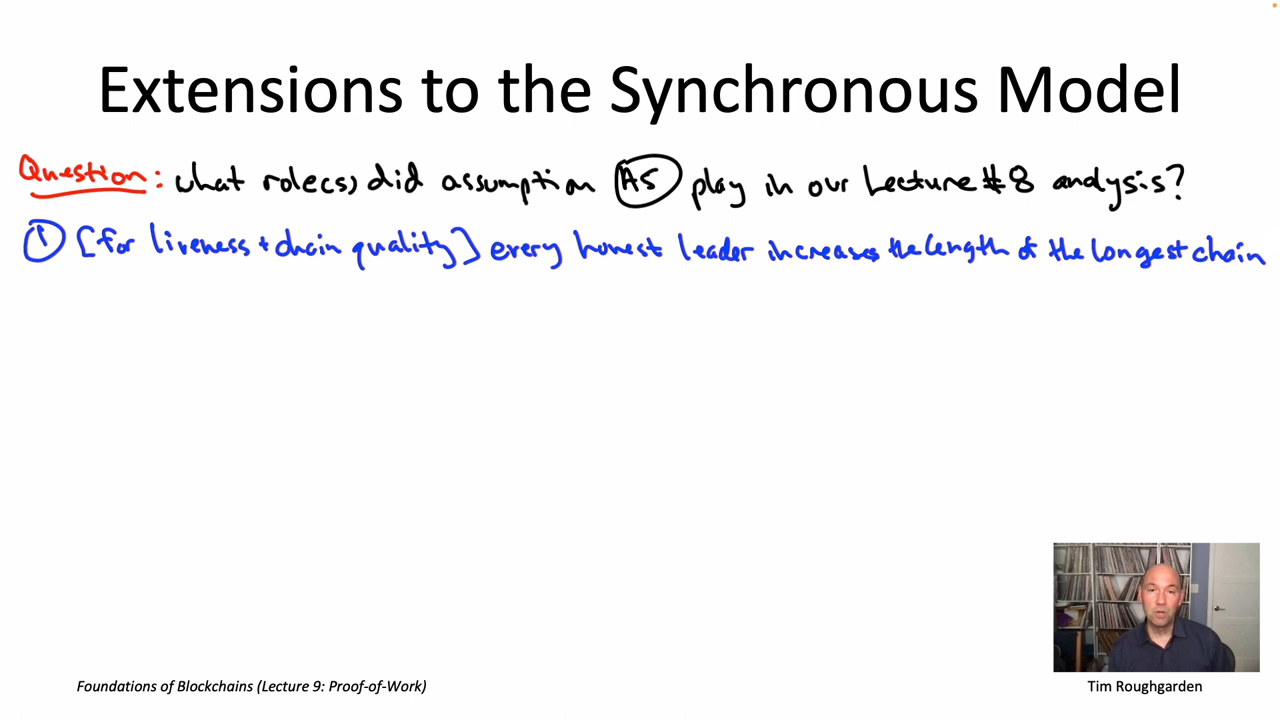 Extensions to the Synchronous Model
Question: what role(s) did assumption A5 play in our Lecture #8 analysis?
① [for liveness + chain quality] every honest leader increases the length of the longest chain
Foundations of Blockchains (Lecture 9: Proof-of-Work)
Tim Roughgarden